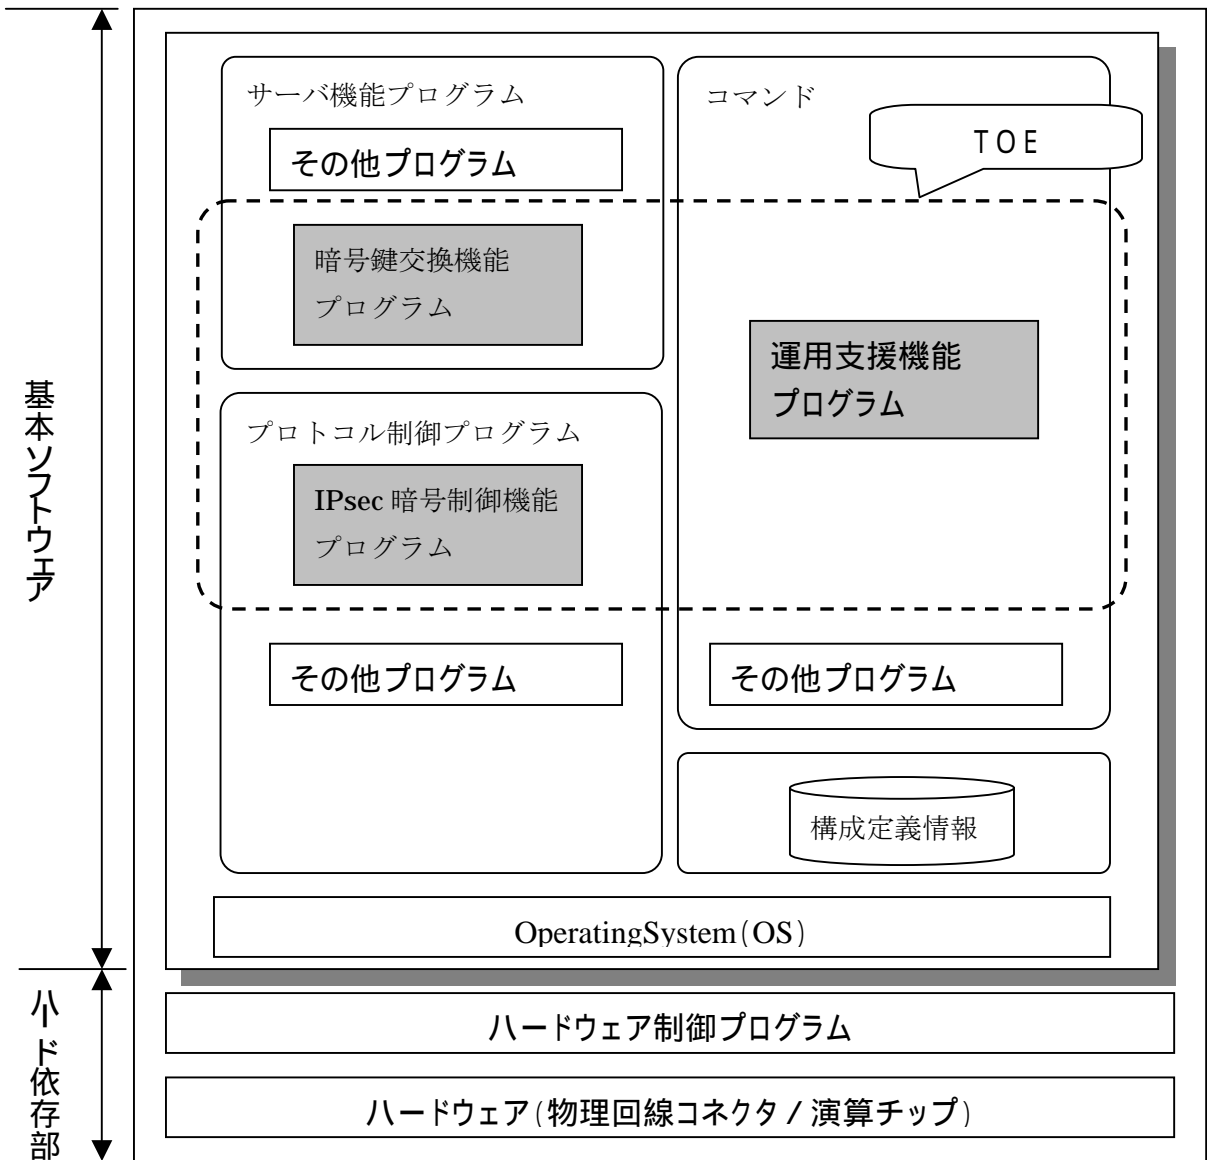 サーバ機能プログラム
その他プログラム
暗号鍵交換機能
プログラム
プロトコル制御プログラム
IPsec 暗号制御機能
プログラム
その他プログラム
コマンド
TOE
運用支援機能
プログラム
その他プログラム
構成定義情報
OperatingSystem(OS)
ハードウェア制御プログラム
ハードウェア(物理回線コネクタ/演算チップ)
基本ソフトウェア
ハード依存部